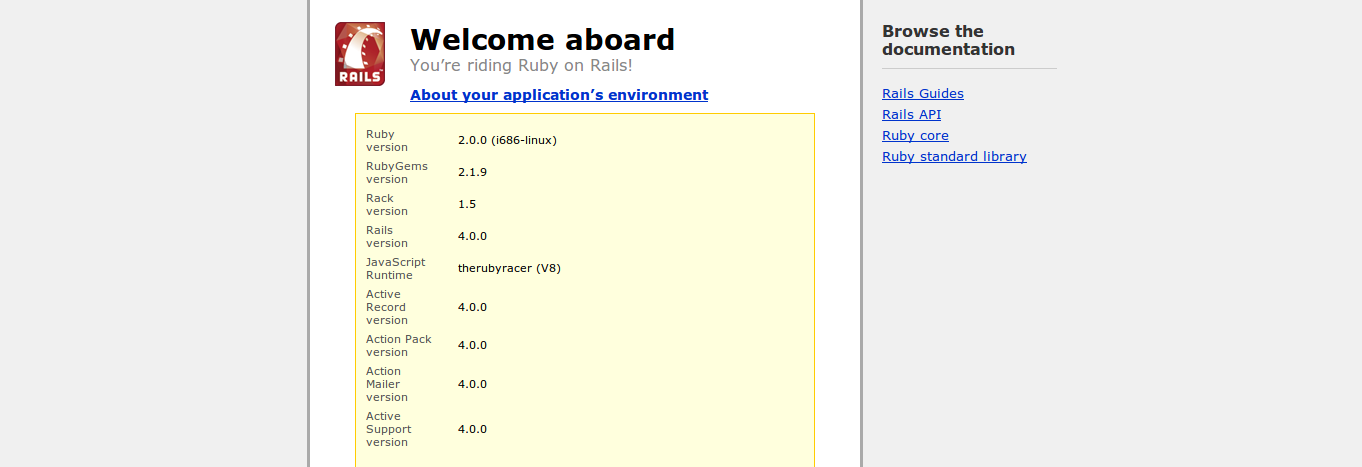 RAILS
Welcome aboard
You’re riding Ruby on Rails!
About your application’s environment
Ruby
version
2.0.0 (i686-linux)
RubyGems
version
2.1.9
Rack
version
1.5
Rails
version
4.0.0
JavaScript
Runtime
therubyracer (V8)
Active
Record
version
4.0.0
Action Pack
version
4.0.0
Action
Mailer
version
4.0.0
Active
Support
version
4.0.0
Browse the
documentation
Rails Guides
Rails API
Ruby core
Ruby standard library